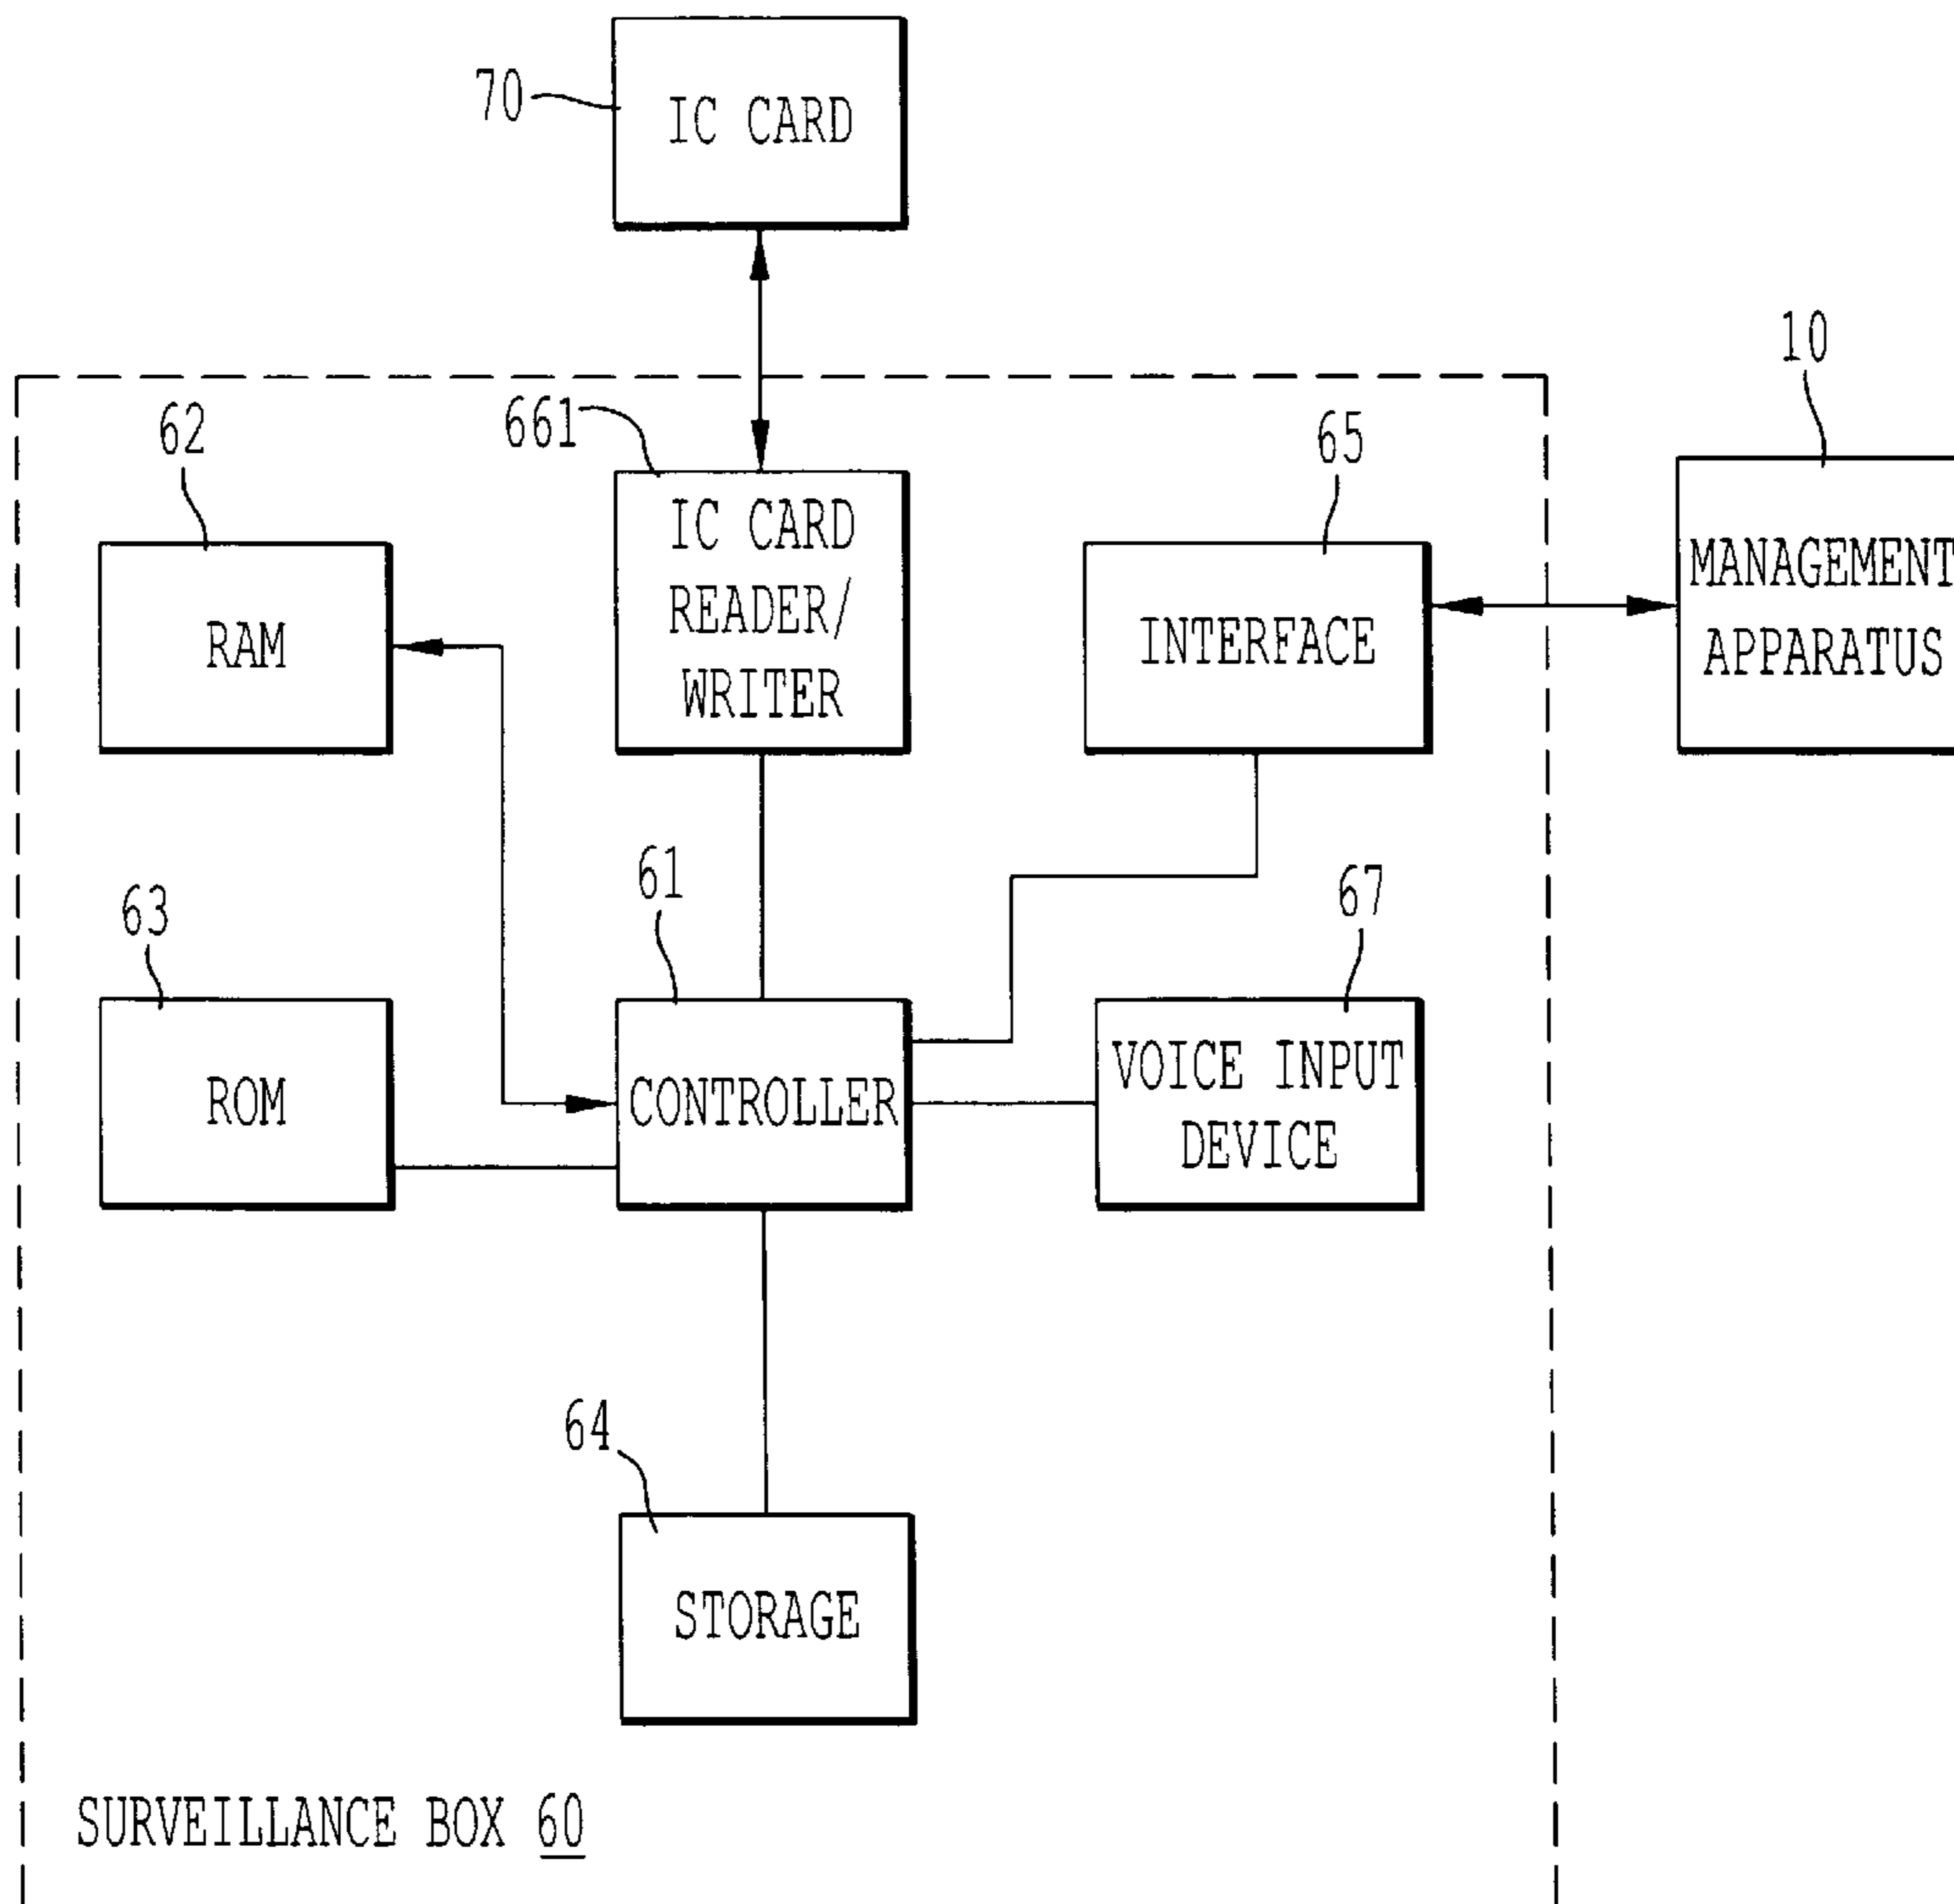 70
IC CARD
10
62
661
65
IC CARD
READER/
WRITER
RAM
INTERFACE
MANAGEMENT
APPARATUS
63
61
67
ROM
CONTROLLER
VOICE INPUT
DEVICE
64
STORAGE
SURVEILLANCE BOX 60